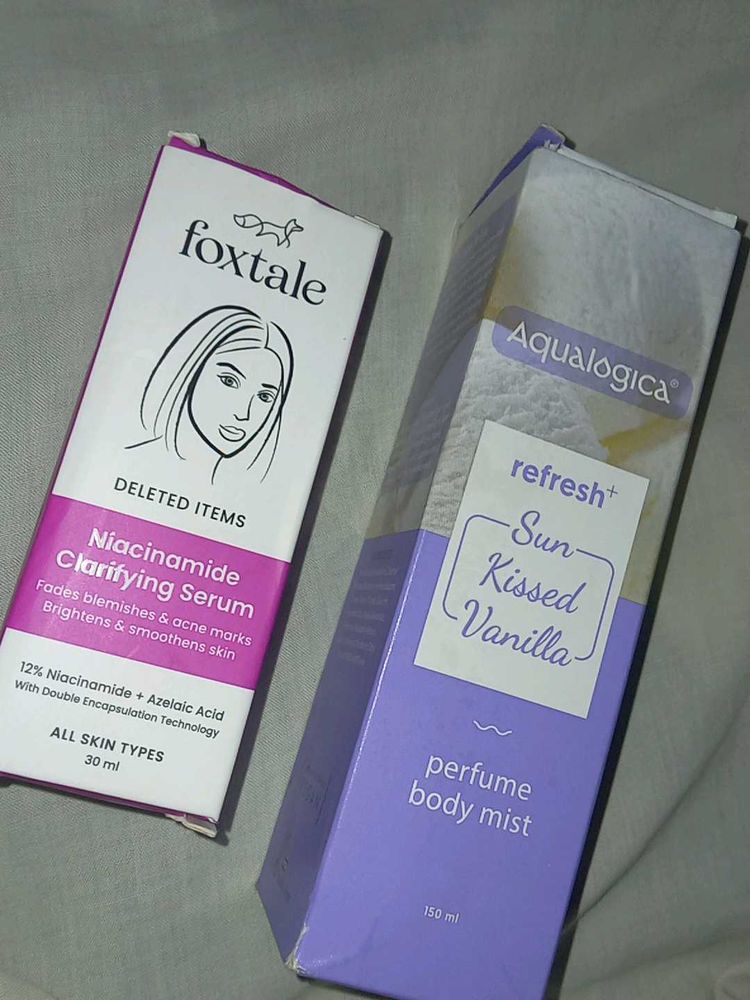 foxtale
DELETED ITEMS
Niacinamide
Clarifying Serum
Fades blemishes & acne marks
Brightens & smoothens skin
12% Niacinamide + Azelaic Acid
With Double Encapsulation Technology
ALL SKIN TYPES
30 ml
Aqualogica®
refresh+
Sun
Kissed
Vanilla
perfume
body mist
150 ml